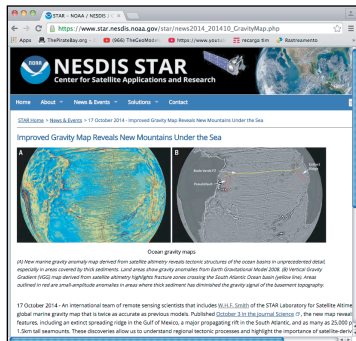 STAR - NOAA / NESDIS / C
https://www.star.nesdis.noaa.gov/star/news2014_201410_GravityMap.php
Apps
ThePirateBay.org -
(966) TheGeoModels
https://www.youtub
recarga tim
Rastreamento
NOAA
NESDIS STAR
Center for Satellite Applications and Research
Home
About
News & Events
Solutions
Contact
STAR Home > News & Events > 17 October 2014 - Improved Gravity Map Reveals New Mountains Under the Sea
Improved Gravity Map Reveals New Mountains Under the Sea
A
B
Ocean gravity maps
(A) New marine gravity anomaly map derived from satellite altimetry reveals tectonic structures of the ocean basins in unprecedented detail,
especially in areas covered by thick sediments. Land areas show gravity anomalies from Earth Gravitational Model 2008. (B) Vertical Gravity
Gradient (VGG) map derived from satellite altimetry highlights fracture zones crossing the South Atlantic Ocean basin (yellow line). Areas
outlined in red are small-amplitude anomalies in areas where thick sediment has diminished the gravity signal of the basement topography.
17 October 2014 - An international team of remote sensing scientists that includes W.H.F. Smith of the STAR Laboratory for Satellite Altime
global marine gravity map that is twice as accurate as previous models. Published October 3 in the journal Science, the new map reveal
features, including an extinct spreading ridge in the Gulf of Mexico, a major propagating rift in the South Atlantic, and as many as 25,000 p
1.5km tall seamounts. These discoveries allow us to understand regional tectonic processes and highlight the importance of satellite-deriv